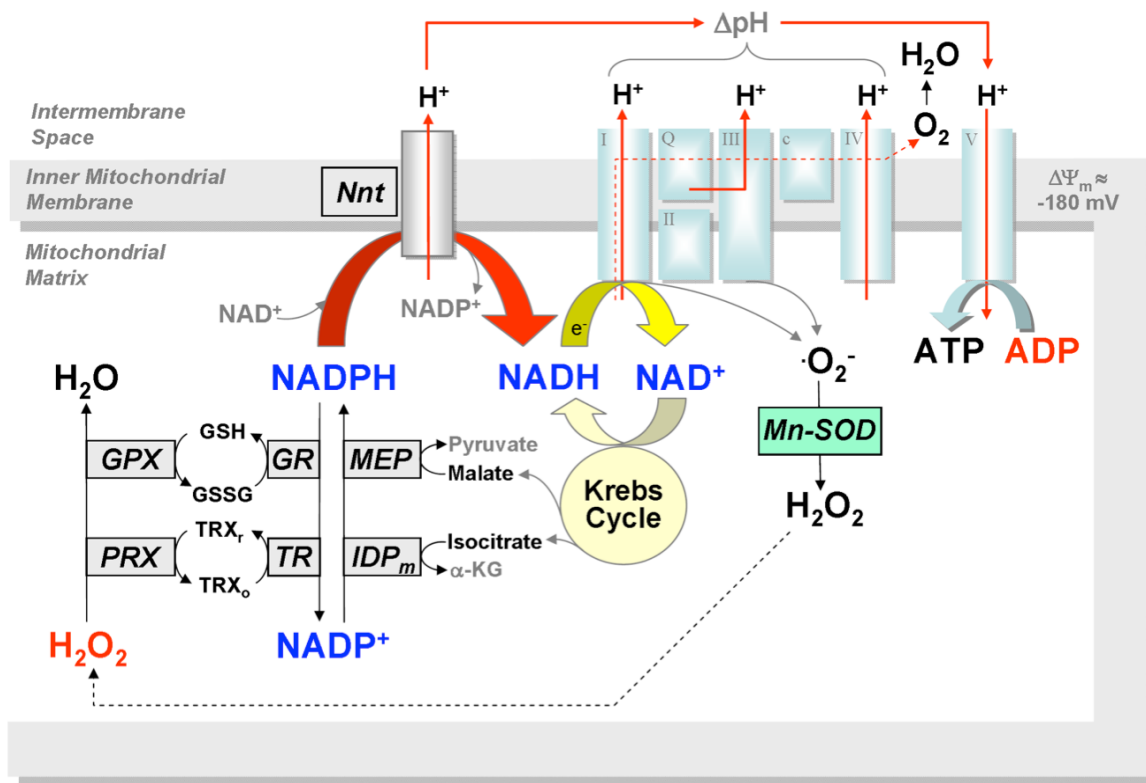 ΔpH
H₂O
Intermembrane
Space
H⁺
H⁺
H⁺
H⁺
O₂
H⁺
I
Q
III
c
IV
V
Inner Mitochondrial
Membrane
Nnt
ΔΨₘ≈
-180 mV
II
Mitochondrial
Matrix
NAD⁺
NADP⁺
e⁻
ATP
ADP
H₂O
NADPH
NADH
NAD⁺
·O₂⁻
GSH
GPX
GR
MEP
Pyruvate
Malate
Mn-SOD
GSSG
Krebs
Cycle
H₂O₂
TRXᵣ
PRX
TR
IDPₘ
Isocitrate
α-KG
TRXₒ
H₂O₂
NADP⁺